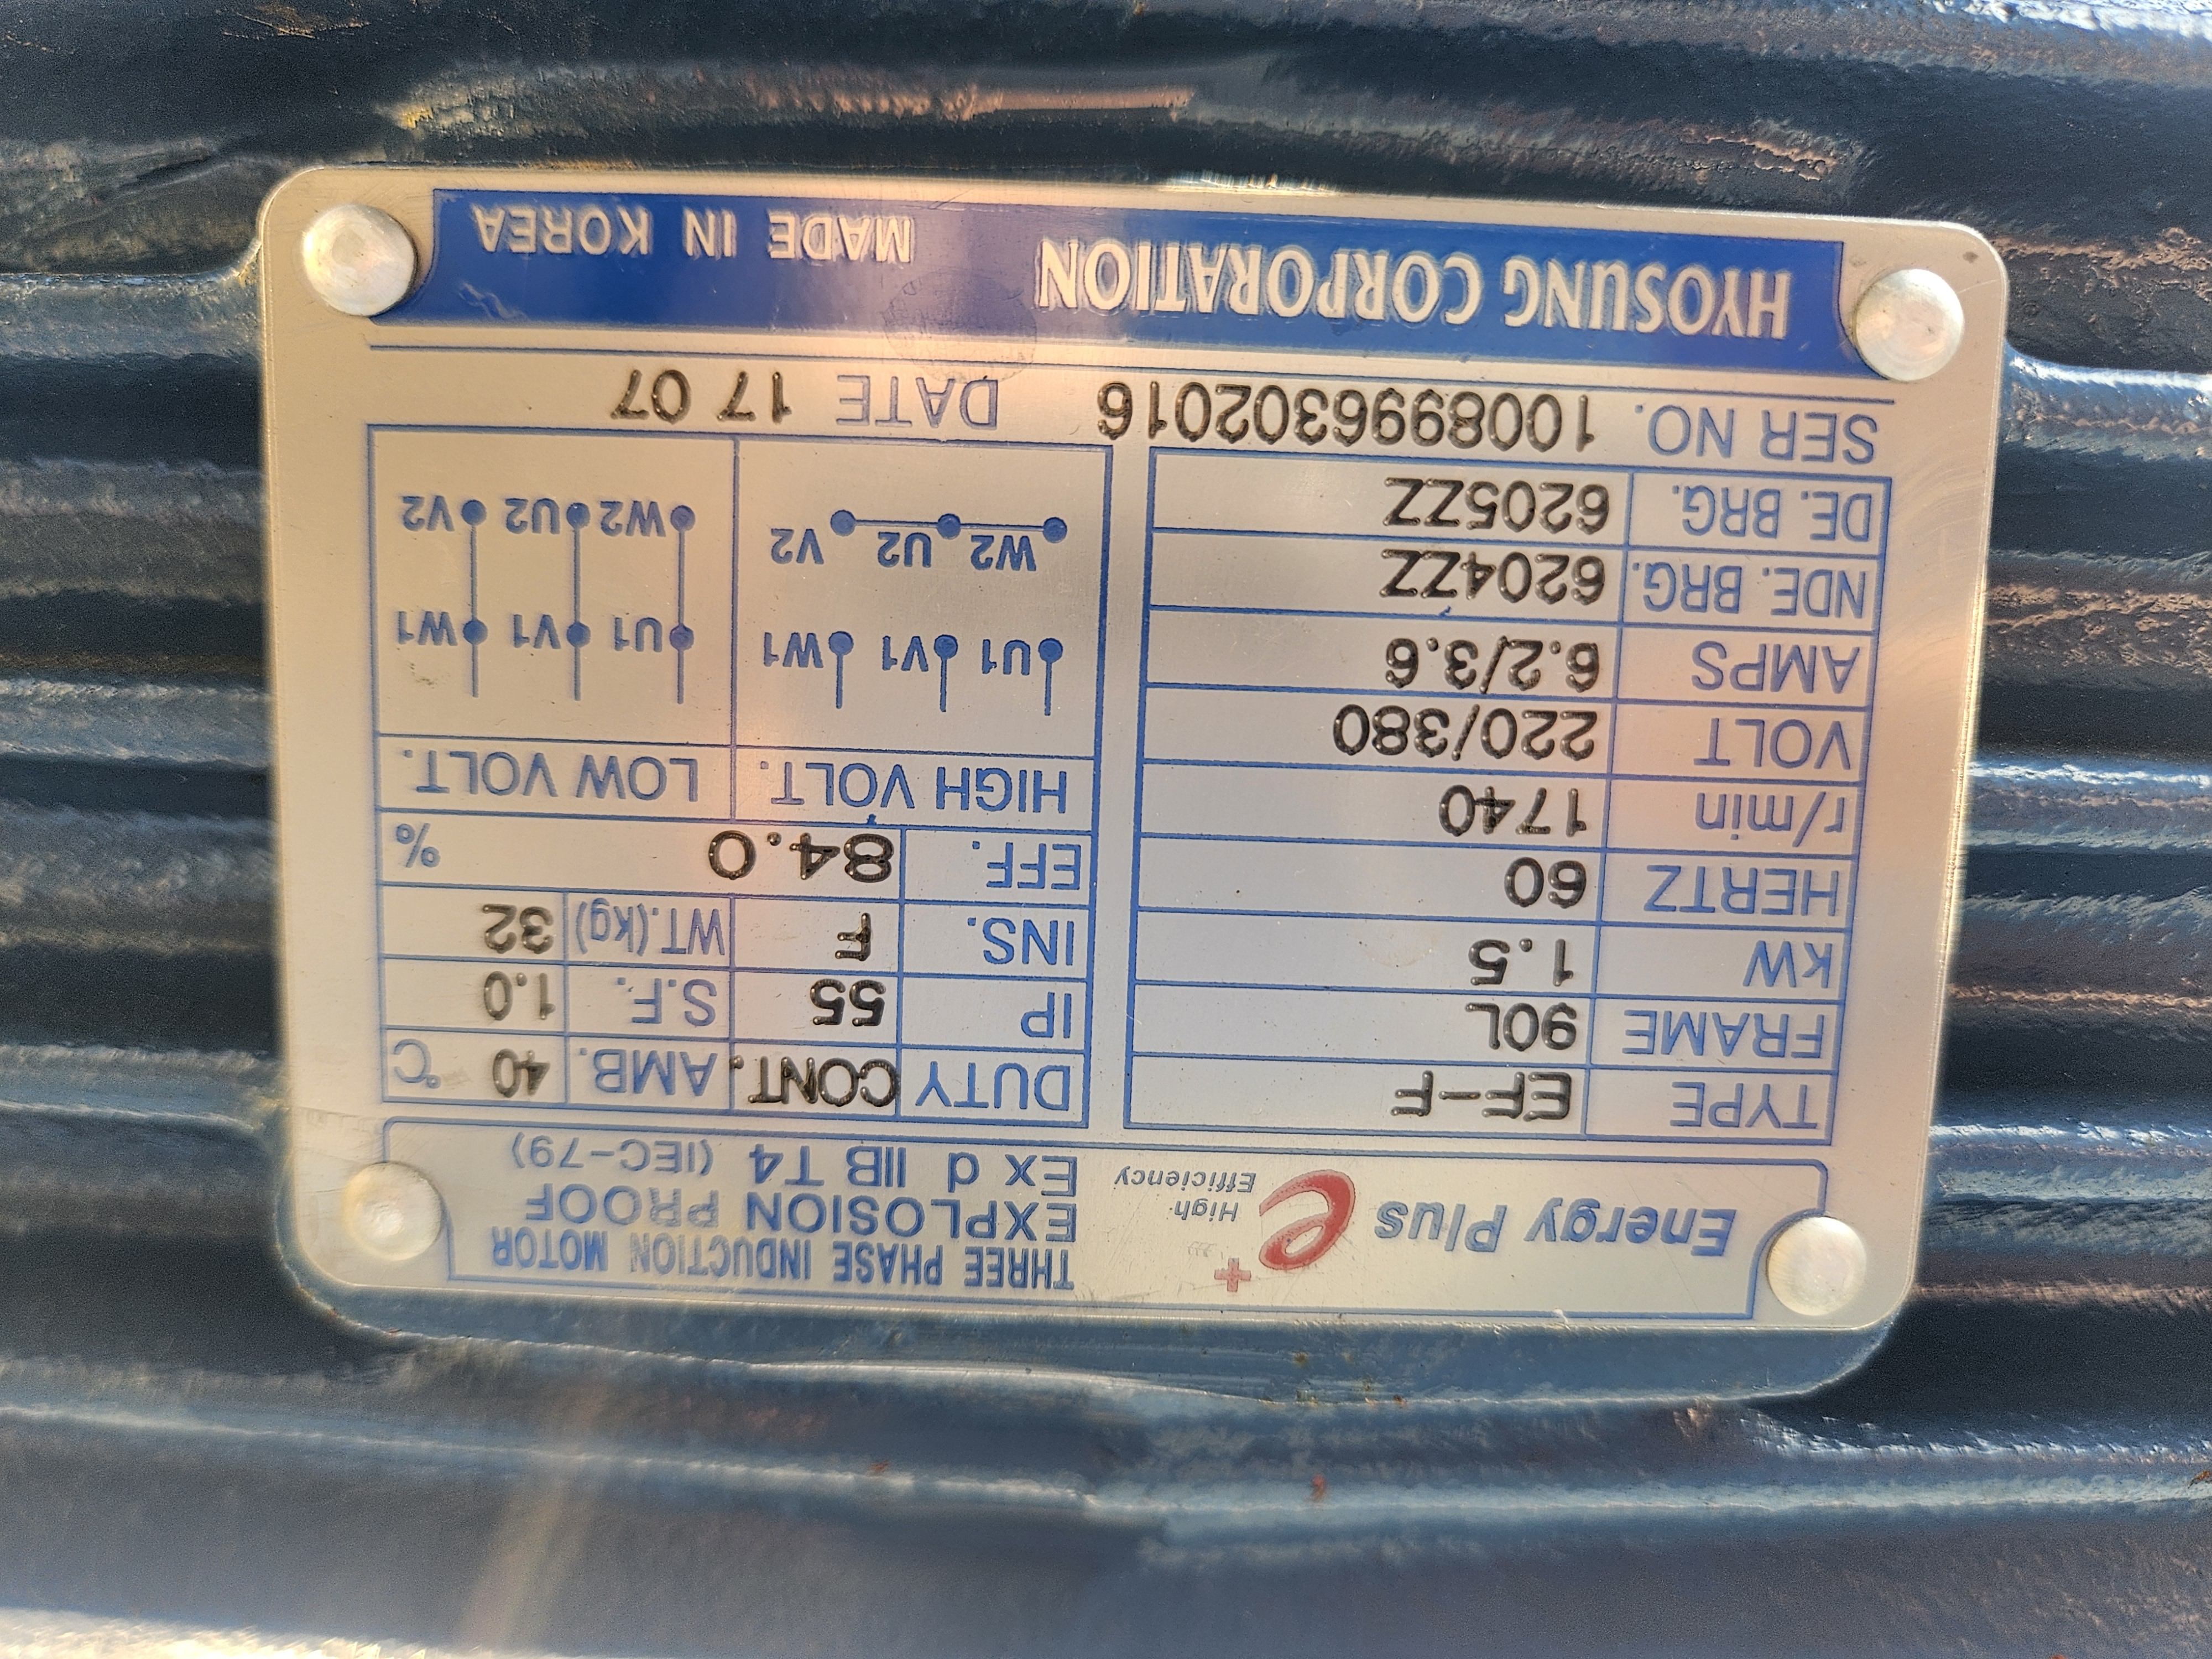 Energy Plus
e+ High
Efficiency
THREE PHASE INDUCTION MOTOR
EXPLOSION PROOF
Ex d IIB T4 (IEC-79)
TYPE EF-F
FRAME 90L
kW 1.5
HERTZ 60
r/min 1740
VOLT 220/380
AMPS 6.2/3.6
NDE. BRG. 6204ZZ
DE. BRG. 6205ZZ
DUTY CONT. AMB. 40 °C
IP 55 S.F. 1.0
INS. F WT.(kg) 32
EFF. 84.0 %
HIGH VOLT. LOW VOLT.
U1 V1 W1 U1 V1 W1
W2 U2 V2 W2 U2 V2
SER NO. 1008996302016 DATE 17 07
HYOSUNG CORPORATION MADE IN KOREA